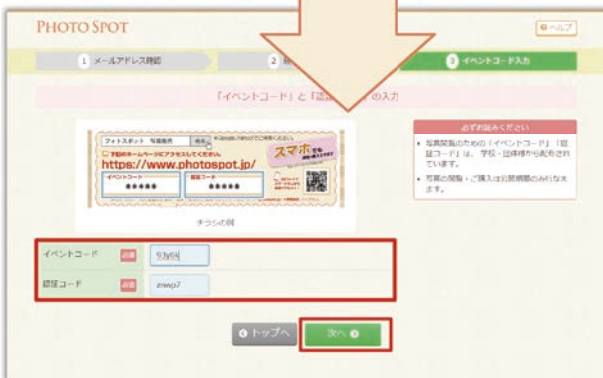 PHOTO SPOT
ヘルプ
1 メールアドレス確認
2
3 イベントコード入力
「イベントコード」と「認証 の入力
フォトスポット 写真販売 検索
スマホでも
https://www.photospot.jp/
イベントコード
*****
認証コード
*****
チラシの例
必ずお読みください
・写真閲覧のための「イベントコード」「認
証コード」は、学校・団体様から配布され
ています。
・写真の閲覧・ご購入は公開期間のみ行なえ
ます。
イベントコード 必須
認証コード 必須
トップへ
次へ